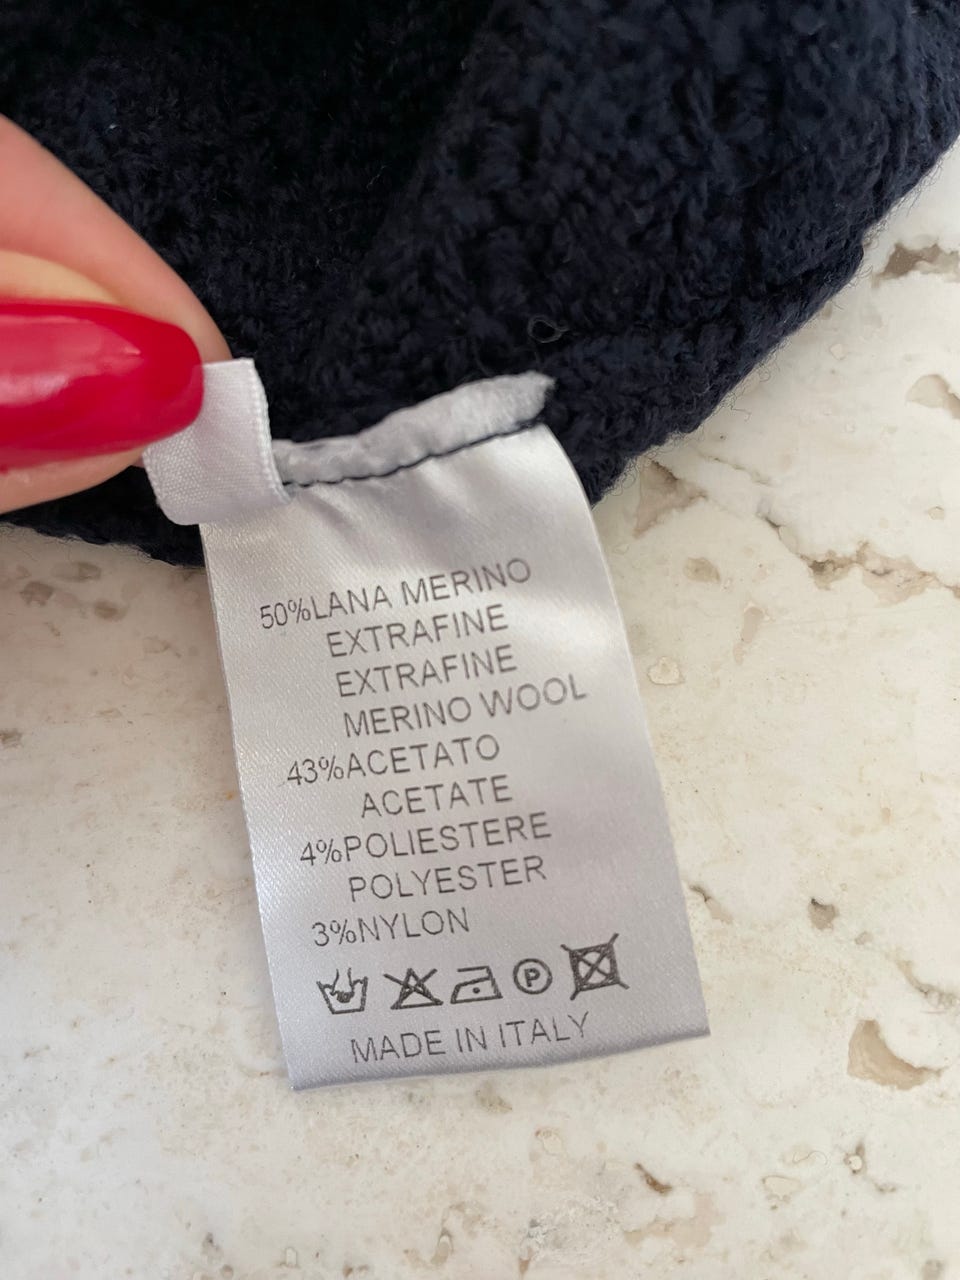 50%LANA MERINO
EXTRAFINE
EXTRAFINE
MERINO WOOL
43%ACETATO
ACETATE
4%POLIESTERE
POLYESTER
3%NYLON
P
MADE IN ITALY